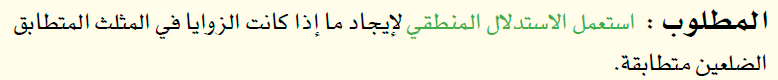 المطلوب : استعمل الاستدلال المنطقي لإيجاد ما إذا كانت الزوايا في المثلث المتطابق
الضلعين متطابقة.